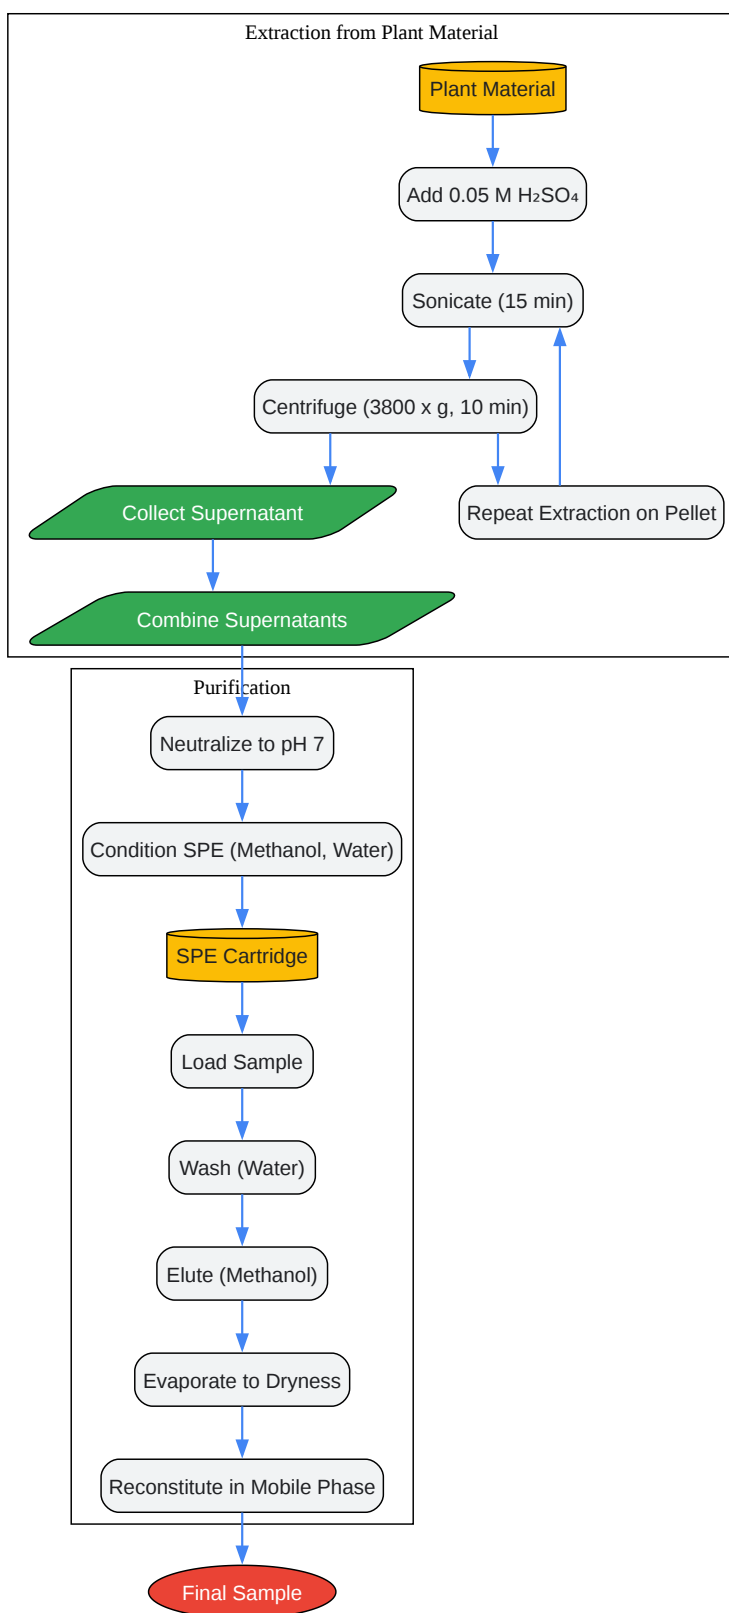 Extraction from Plant Material
Plant Material
Add 0.05 M H₂SO₄
Sonicate (15 min)
Centrifuge (3800 x g, 10 min)
Collect Supernatant
Repeat Extraction on Pellet
Combine Supernatants
Purification
Neutralize to pH 7
Condition SPE (Methanol, Water)
SPE Cartridge
Load Sample
Wash (Water)
Elute (Methanol)
Evaporate to Dryness
Reconstitute in Mobile Phase
Final Sample